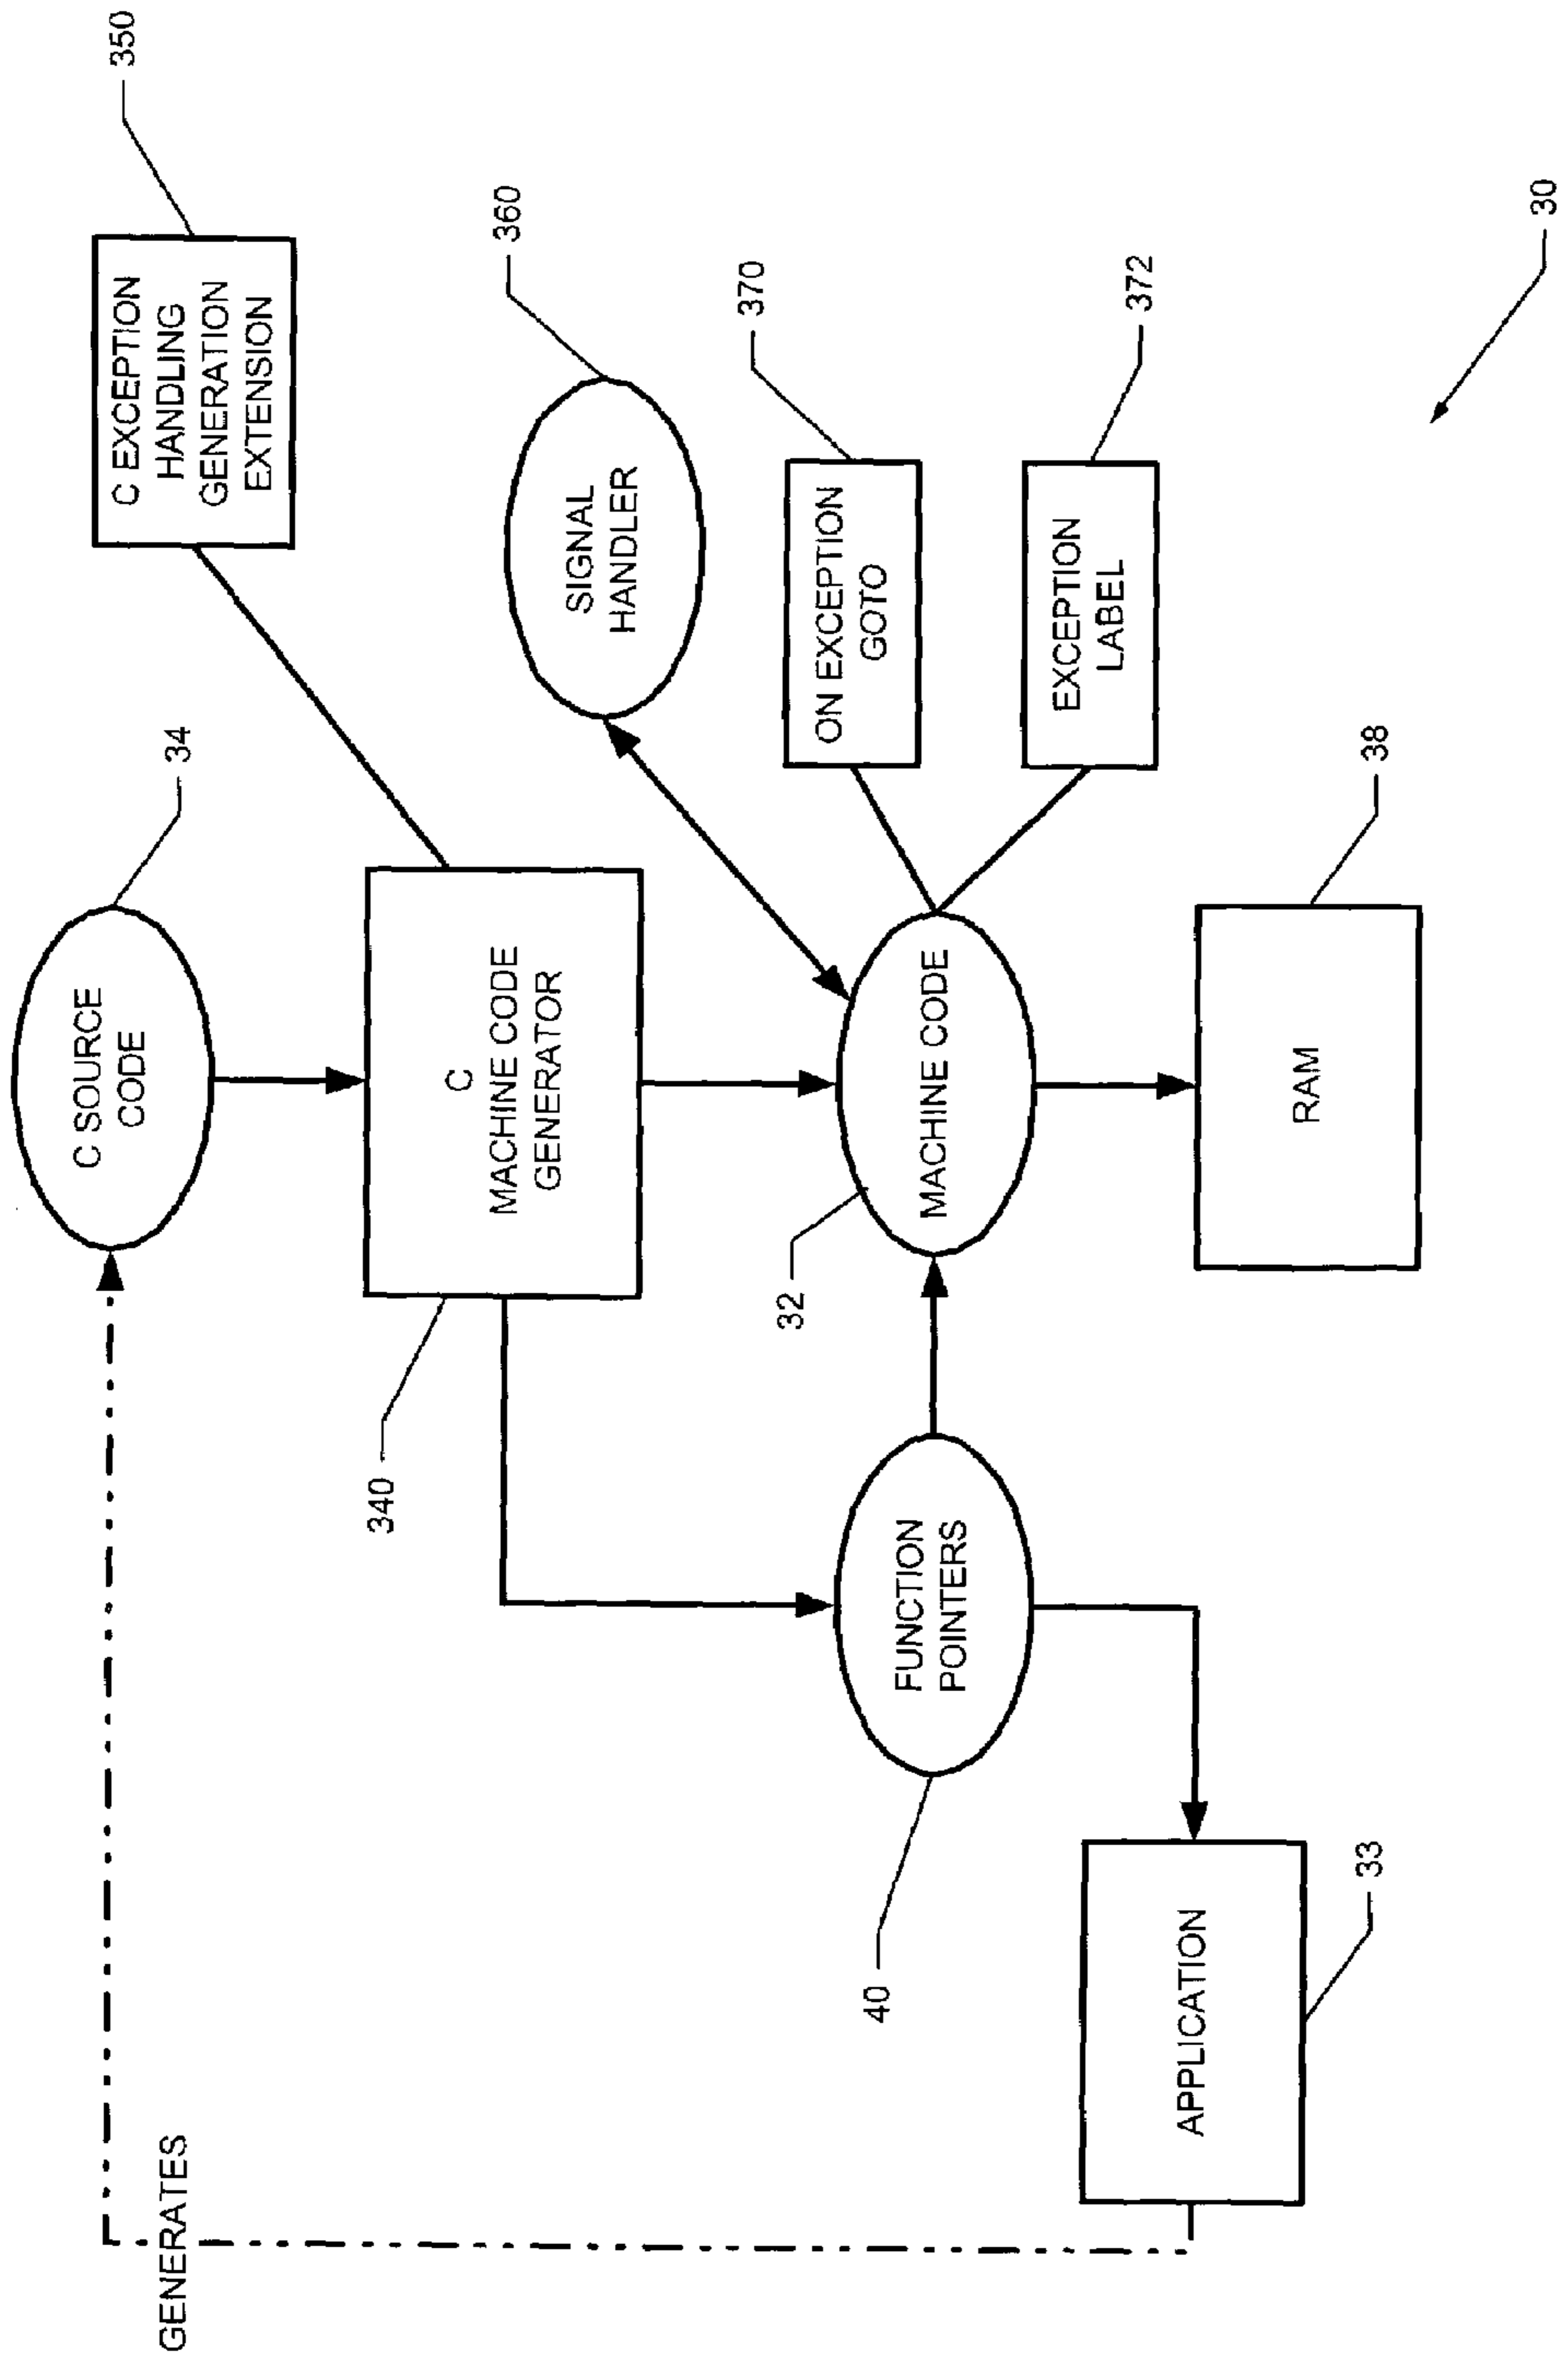 GENERATES
C SOURCE
CODE
34
C EXCEPTION
HANDLING
GENERATION
EXTENSION
350
C
MACHINE CODE
GENERATOR
340
SIGNAL
HANDLER
360
FUNCTION
POINTERS
40
MACHINE CODE
32
ON EXCEPTION
GOTO
370
EXCEPTION
LABEL
372
APPLICATION
33
RAM
38
30